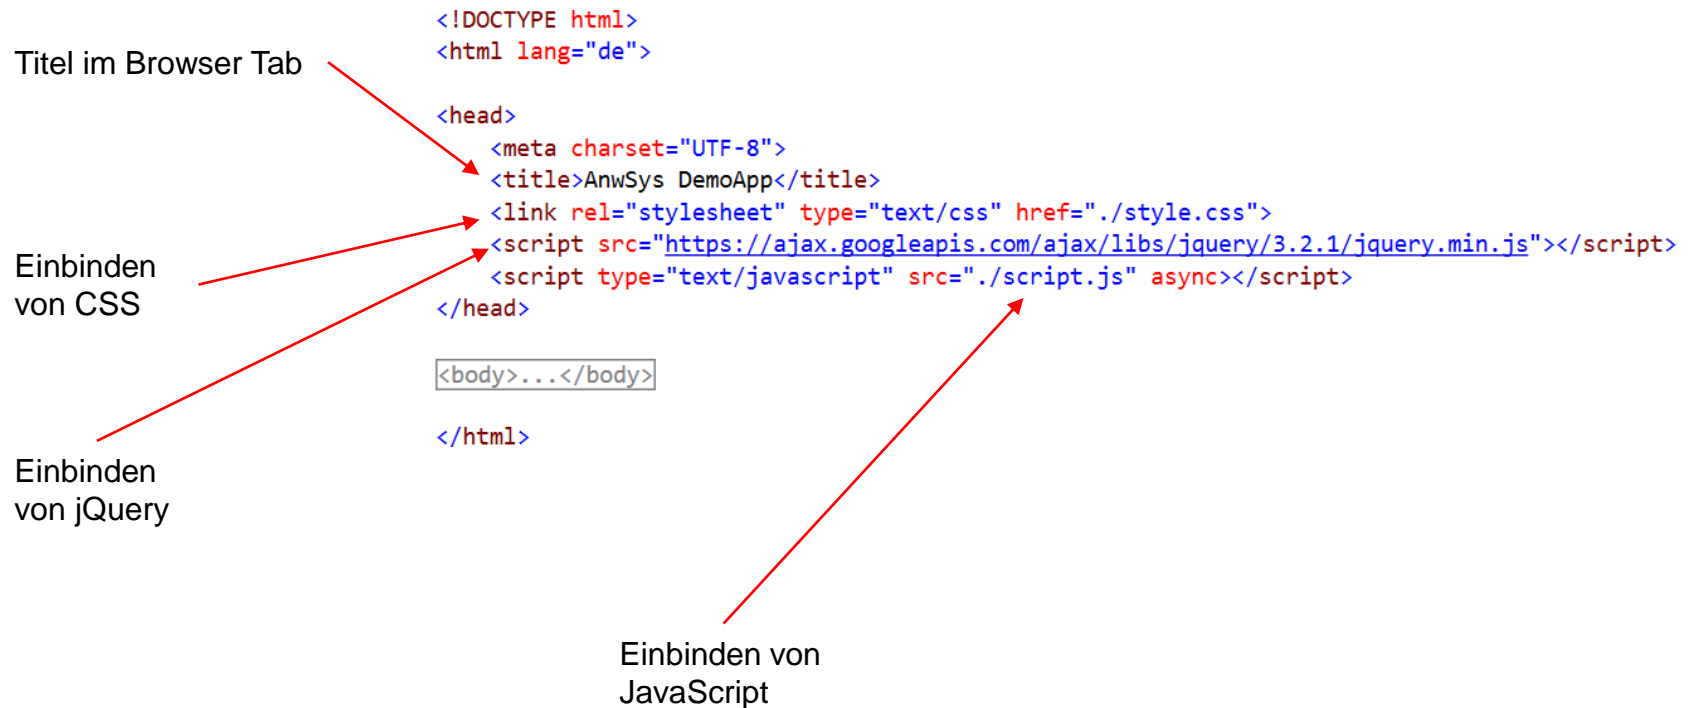 <!DOCTYPE html>
<html lang="de">
Titel im Browser Tab
<head>
<meta charset="UTF-8">
<title>AnwSys DemoApp</title>
<link rel="stylesheet" type="text/css" href="./style.css">
<script src="https://ajax.googleapis.com/ajax/libs/jquery/3.2.1/jquery.min.js"></script>
<script type="text/javascript" src="./script.js" async></script>
</head>
Einbinden
von CSS
<body>...</body>
</html>
Einbinden
von jQuery
Einbinden von
JavaScript